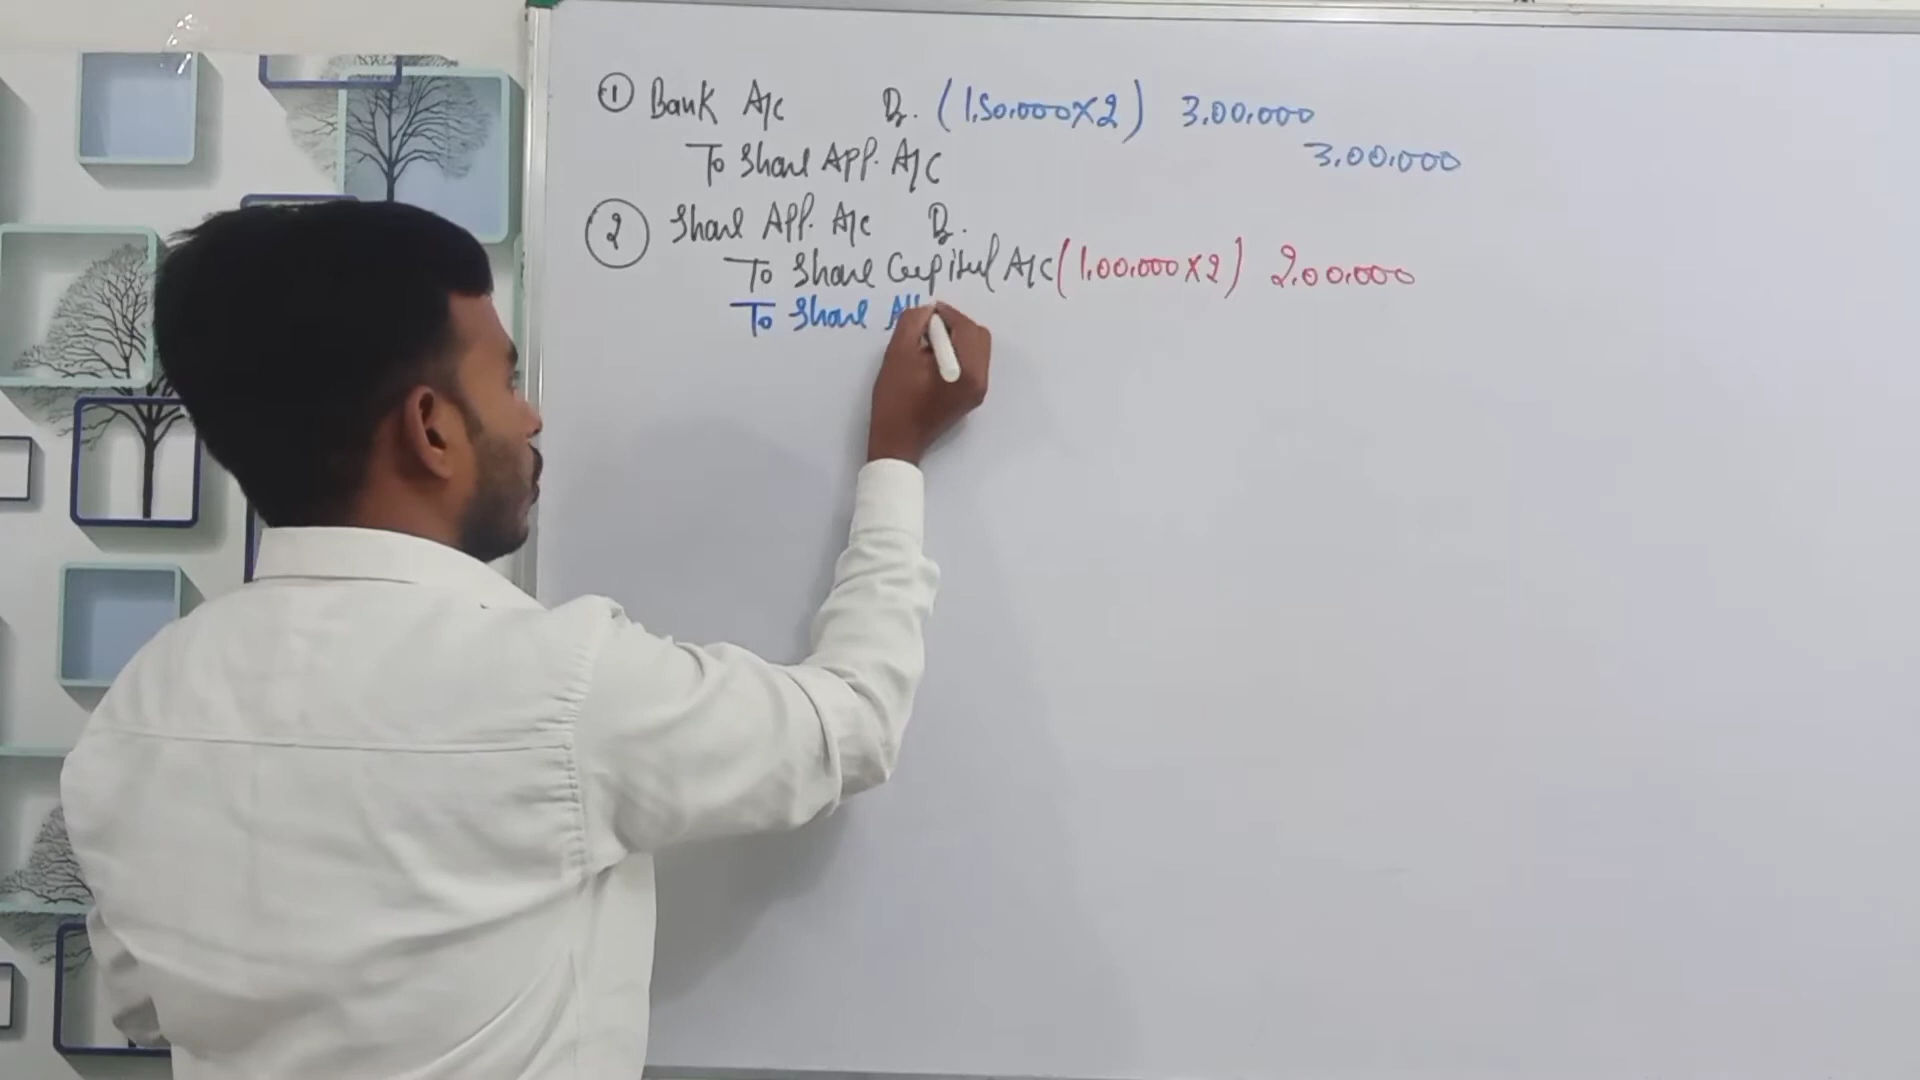 ① Bank A/c Dr. (1,50,000×2) 3,00,000
To Share App. A/C 3,00,000
② Share App. A/c Dr.
To Share Capital A/C (1,00,000×2) 2,00,000
To Share All